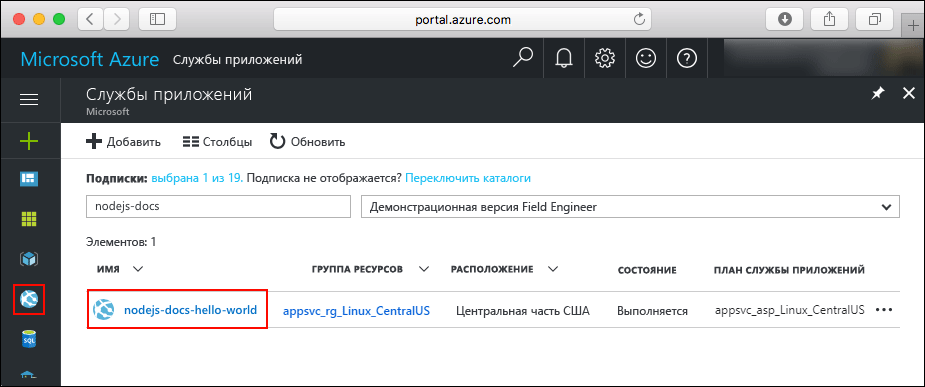 portal.azure.com
Microsoft Azure Службы приложений
Службы приложений
Microsoft
Добавить Столбцы Обновить
Подписки: выбрана 1 из 19. Подписка не отображается? Переключить каталоги
nodejs-docs Демонстрационная версия Field Engineer
Элементов: 1
ИМЯ ГРУППА РЕСУРСОВ РАСПОЛОЖЕНИЕ СОСТОЯНИЕ ПЛАН СЛУЖБЫ ПРИЛОЖЕНИЙ
nodejs-docs-hello-world appsvc_rg_Linux_CentralUS Центральная часть США Выполняется appsvc_asp_Linux_CentralUS
SQL